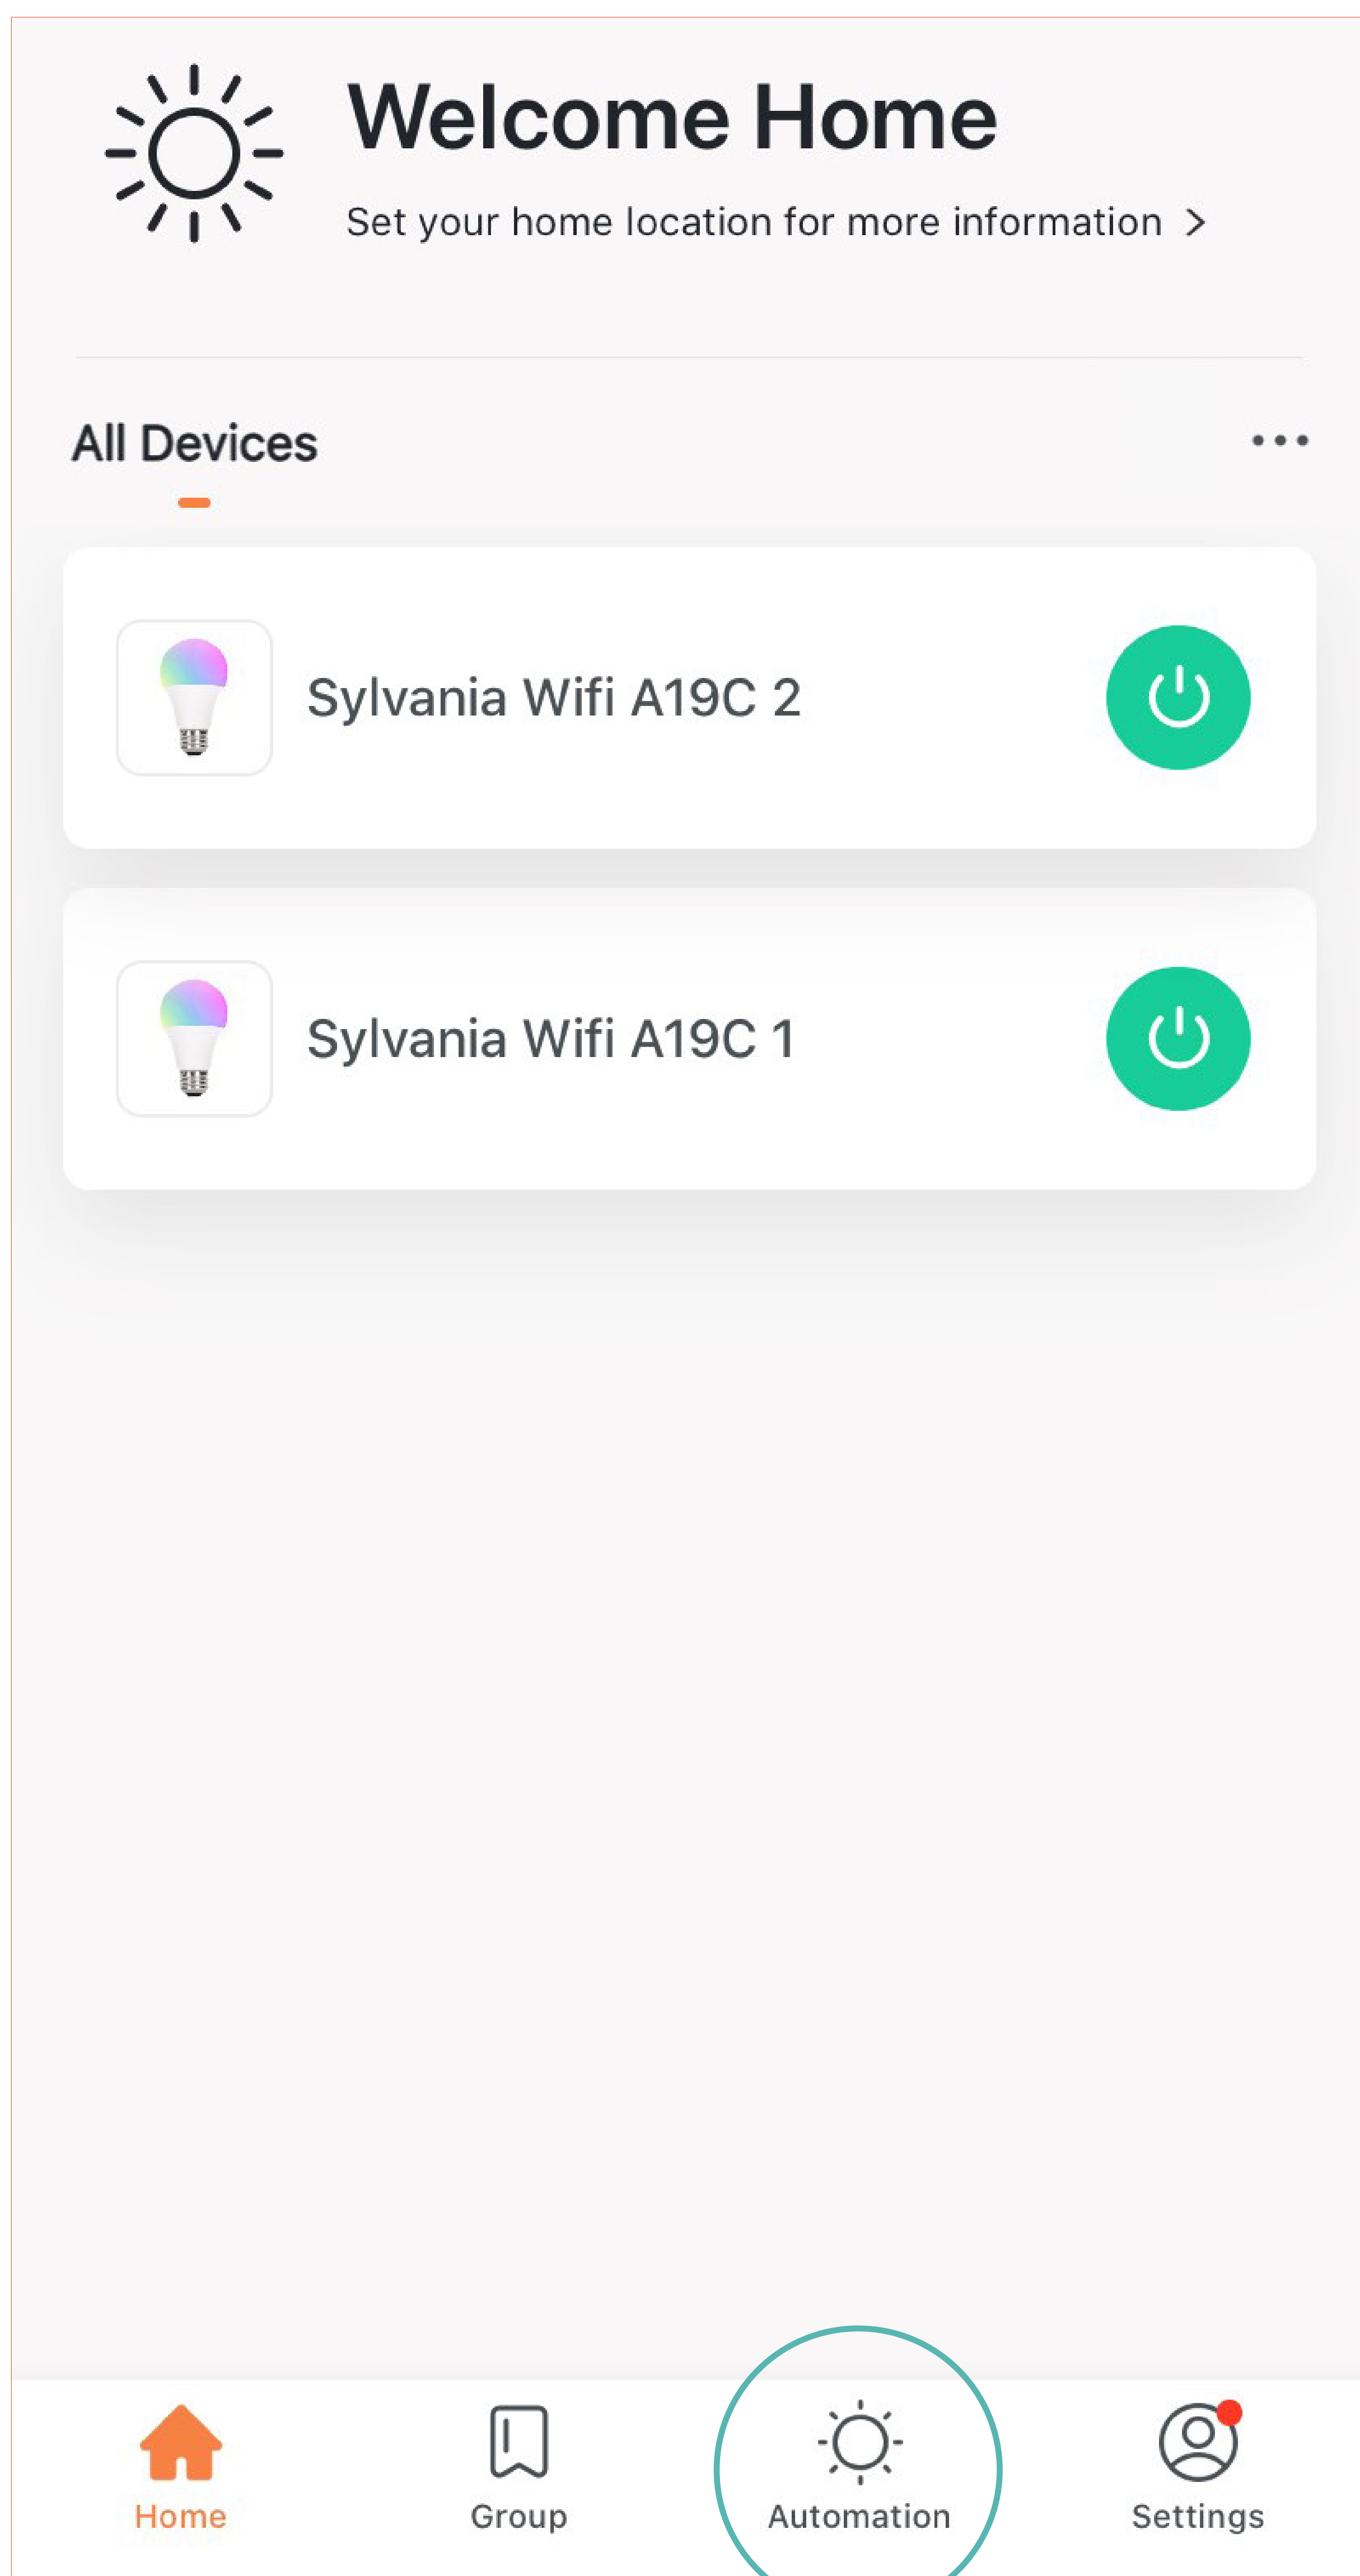 Welcome Home
Set your home location for more information >
All Devices
Sylvania Wifi A19C 2
Sylvania Wifi A19C 1
Home
Group
Automation
Settings